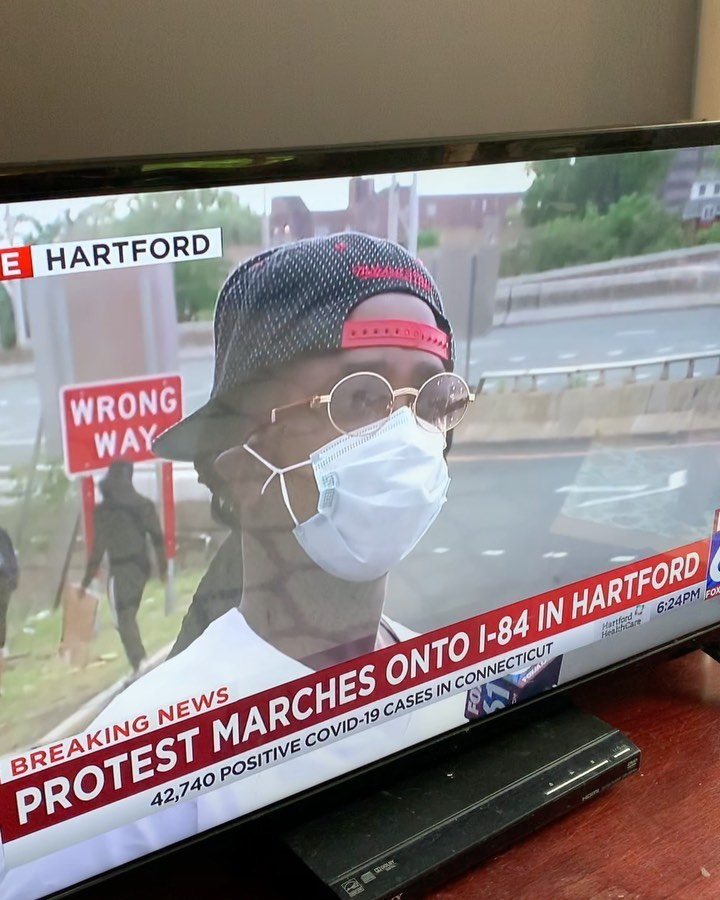 E HARTFORD
WRONG
WAY
BREAKING NEWS
PROTEST MARCHES ONTO I-84 IN HARTFORD
42,740 POSITIVE COVID-19 CASES IN CONNECTICUT
Hartford
HealthCare
6:24PM
FOX
61
HDMI